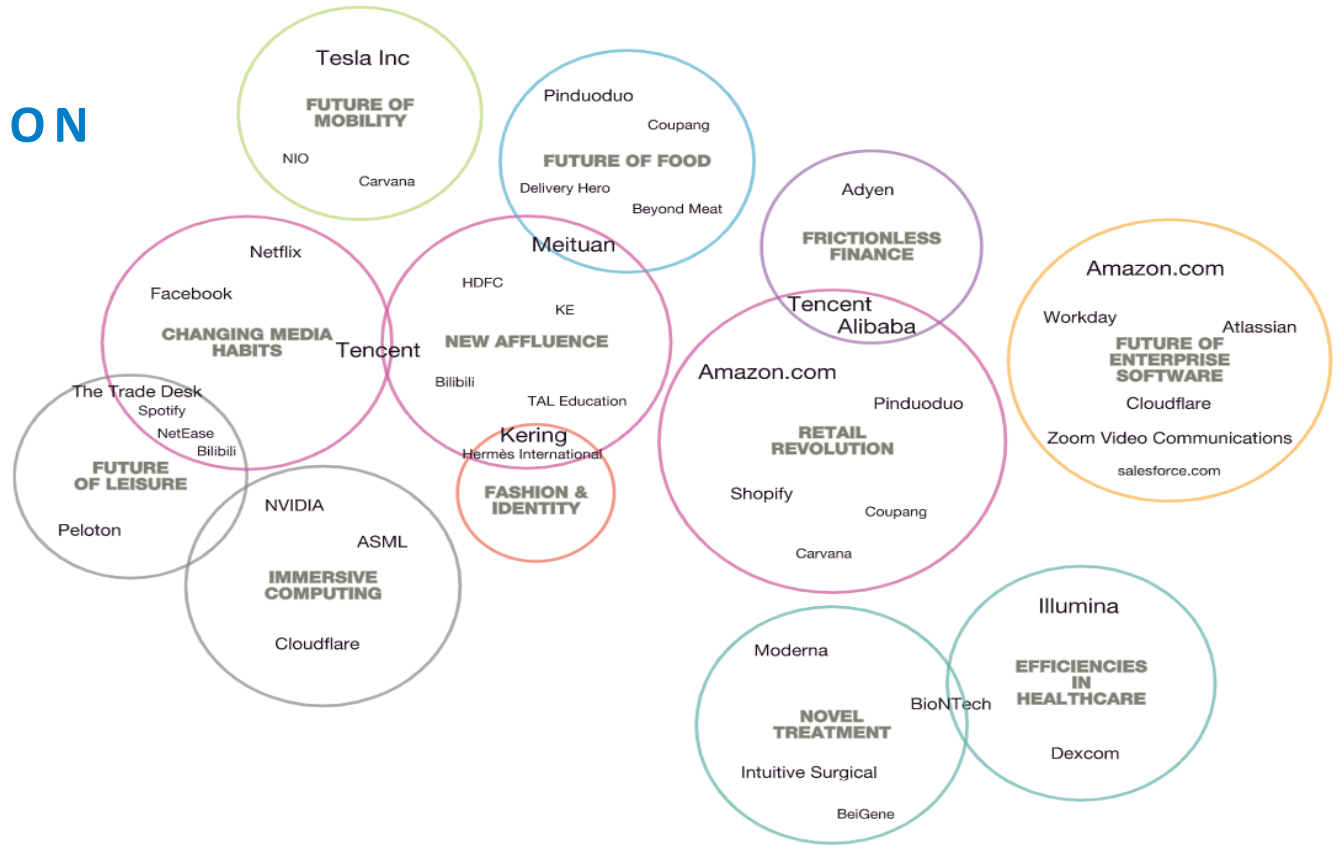 ON
Tesla Inc
FUTURE OF
MOBILITY
NIO
Carvana
Pinduoduo
Coupang
FUTURE OF FOOD
Delivery Hero
Beyond Meat
Meituan
Adyen
FRICTIONLESS
FINANCE
Tencent
Alibaba
Netflix
Facebook
CHANGING MEDIA
HABITS
Tencent
HDFC
KE
NEW AFFLUENCE
Bilibili
TAL Education
Kering
Hermès International
FASHION &
IDENTITY
The Trade Desk
Spotify
NetEase
Bilibili
FUTURE
OF LEISURE
Peloton
NVIDIA
ASML
IMMERSIVE
COMPUTING
Cloudflare
Amazon.com
Pinduoduo
RETAIL
REVOLUTION
Shopify
Coupang
Carvana
Amazon.com
Workday
Atlassian
FUTURE OF
ENTERPRISE
SOFTWARE
Cloudflare
Zoom Video Communications
salesforce.com
Moderna
BioNTech
NOVEL
TREATMENT
Intuitive Surgical
BeiGene
Illumina
EFFICIENCIES
IN
HEALTHCARE
Dexcom